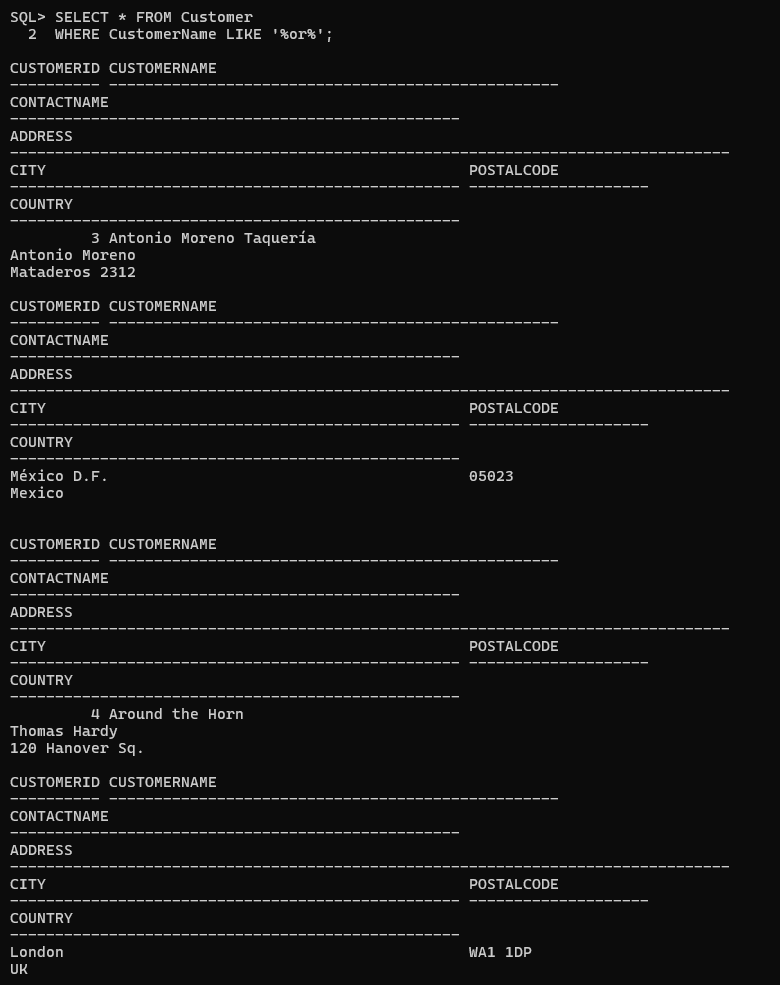 SQL> SELECT * FROM Customer
  2  WHERE CustomerName LIKE '%or%';

CUSTOMERID CUSTOMERNAME
---------- --------------------------------------------------
CONTACTNAME
--------------------------------------------------
ADDRESS
--------------------------------------------------------------------------------
CITY                                               POSTALCODE
-------------------------------------------------- --------------------
COUNTRY
--------------------------------------------------
         3 Antonio Moreno Taquería
Antonio Moreno
Mataderos 2312

CUSTOMERID CUSTOMERNAME
---------- --------------------------------------------------
CONTACTNAME
--------------------------------------------------
ADDRESS
--------------------------------------------------------------------------------
CITY                                               POSTALCODE
-------------------------------------------------- --------------------
COUNTRY
--------------------------------------------------
México D.F.                                        05023
Mexico


CUSTOMERID CUSTOMERNAME
---------- --------------------------------------------------
CONTACTNAME
--------------------------------------------------
ADDRESS
--------------------------------------------------------------------------------
CITY                                               POSTALCODE
-------------------------------------------------- --------------------
COUNTRY
--------------------------------------------------
         4 Around the Horn
Thomas Hardy
120 Hanover Sq.

CUSTOMERID CUSTOMERNAME
---------- --------------------------------------------------
CONTACTNAME
--------------------------------------------------
ADDRESS
--------------------------------------------------------------------------------
CITY                                               POSTALCODE
-------------------------------------------------- --------------------
COUNTRY
--------------------------------------------------
London                                             WA1 1DP
UK